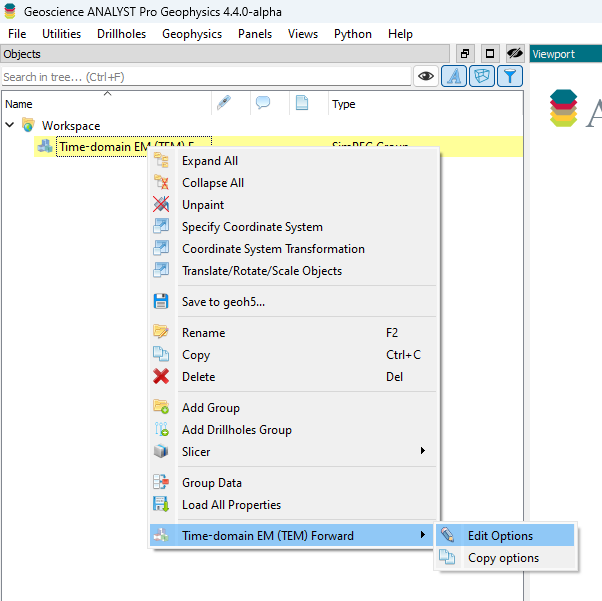 Geoscience ANALYST Pro Geophysics 4.4.0-alpha
File Utilities Drillholes Geophysics Panels Views Python Help
Objects
Viewport
Search in tree... (Ctrl+F)
Name Type
Workspace
Time-domain EM (TEM) F
SimPEG Group
Expand All
Collapse All
Unpaint
Specify Coordinate System
Coordinate System Transformation
Translate/Rotate/Scale Objects
Save to geoh5...
Rename F2
Copy Ctrl+C
Delete Del
Add Group
Add Drillholes Group
Slicer
Group Data
Load All Properties
Time-domain EM (TEM) Forward
Edit Options
Copy options